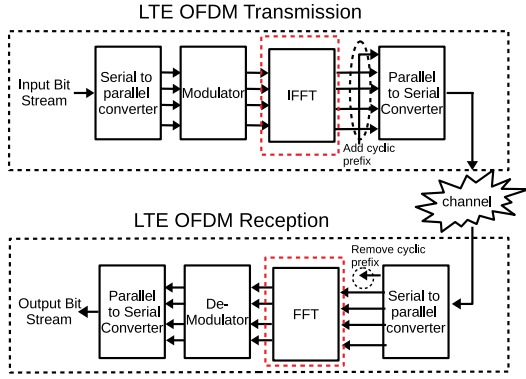 LTE OFDM Transmission
Input Bit
Stream
Serial to
parallel
converter
Modulator
IFFT
Add cyclic
prefix
Parallel
to Serial
Converter
channel
LTE OFDM Reception
Output Bit
Stream
Parallel
to Serial
Converter
De-
Modulator
FFT
Remove cyclic
prefix
Serial to
parallel
converter